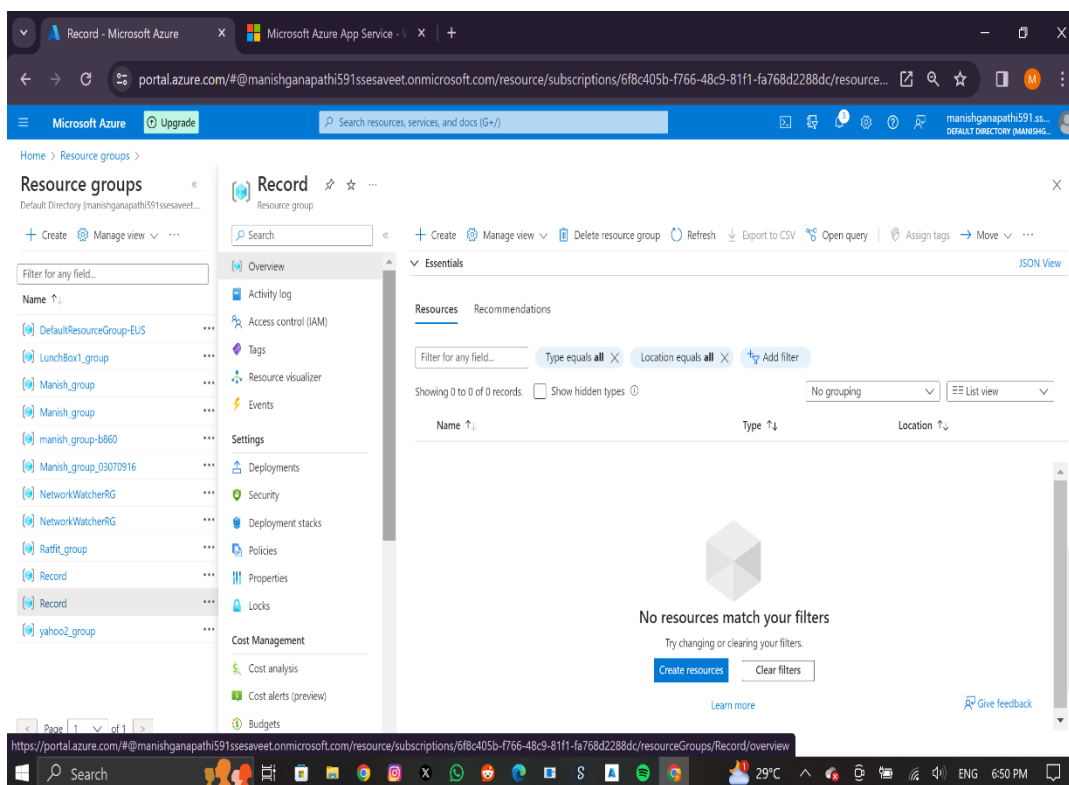 Record - Microsoft Azure
Microsoft Azure App Service - V
portal.azure.com/#@manishganapathi591ssesaveet.onmicrosoft.com/resource/subscriptions/6f8c405b-f766-48c9-81f1-fa768d2288dc/resource...
M
Microsoft Azure
Upgrade
Search resources, services, and docs (G+/)
3
manishganapathi591.ss...
DEFAULT DIRECTORY (MANISHG...
Home > Resource groups >
Resource groups
Default Directory (manishganapathi591ssesaveet....
Create
Manage view
Filter for any field...
Name
DefaultResourceGroup-EUS
LunchBox1_group
Manish_group
Manish_group
manish_group-b860
Manish_group_03070916
NetworkWatcherRG
NetworkWatcherRG
Ratfit_group
Record
Record
yahoo2_group
< Page 1 of 1 >
Record
Resource group
Search
Overview
Activity log
Access control (IAM)
Tags
Resource visualizer
Events
Settings
Deployments
Security
Deployment stacks
Policies
Properties
Locks
Cost Management
Cost analysis
Cost alerts (preview)
Budgets
Create Manage view Delete resource group Refresh Export to CSV Open query Assign tags Move
Essentials
JSON View
Resources Recommendations
Filter for any field...
Type equals all
Location equals all
Add filter
Showing 0 to 0 of 0 records.
Show hidden types
No grouping
List view
Name Type Location
No resources match your filters
Try changing or clearing your filters.
Create resources
Clear filters
Learn more
Give feedback
https://portal.azure.com/#@manishganapathi591ssesaveet.onmicrosoft.com/resource/subscriptions/6f8c405b-f766-48c9-81f1-fa768d2288dc/resourceGroups/Record/overview
Search
29°C
ENG 6:50 PM